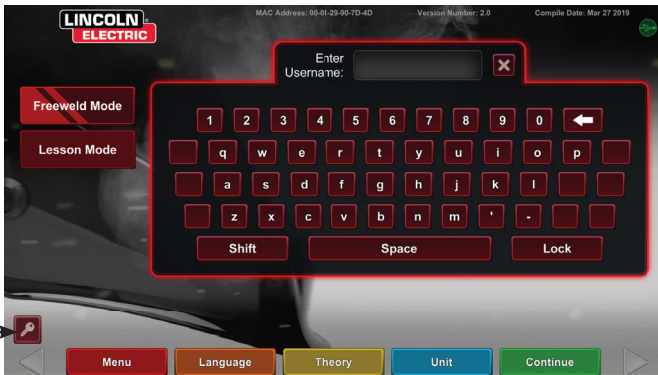 LINCOLN ®
ELECTRIC
MAC Address: 00-0I-29-90-7D-4D Version Number: 2.0 Compile Date: Mar 27 2019
Enter
Username:
Freeweld Mode
Lesson Mode
1 2 3 4 5 6 7 8 9 0
q w e r t y u i o p
a s d f g h j k l
z x c v b n m ' -
Shift Space Lock
Menu Language Theory Unit Continue